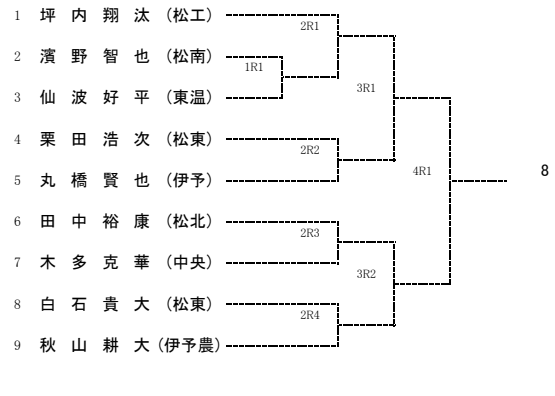 1 坪 内 翔 汰 （松工）
2R1
2 濱 野 智 也 （松南）
1R1
3 仙 波 好 平 （東温）
3R1
4 栗 田 浩 次 （松東）
2R2
4R1
8
5 丸 橋 賢 也 （伊予）
6 田 中 裕 康 （松北）
2R3
7 木 多 克 華 （中央）
3R2
8 白 石 貴 大 （松東）
2R4
9 秋 山 耕 大 （伊予農）